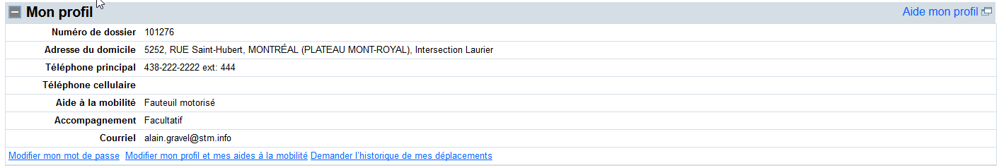 Mon profil Aide mon profil
Numéro de dossier 101276
Adresse du domicile 5252, RUE Saint-Hubert, MONTRÉAL (PLATEAU MONT-ROYAL), Intersection Laurier
Téléphone principal 438-222-2222 ext: 444
Téléphone cellulaire
Aide à la mobilité Fauteuil motorisé
Accompagnement Facultatif
Courriel alain.gravel@stm.info
Modifier mon mot de passe Modifier mon profil et mes aides à la mobilité Demander l'historique de mes déplacements